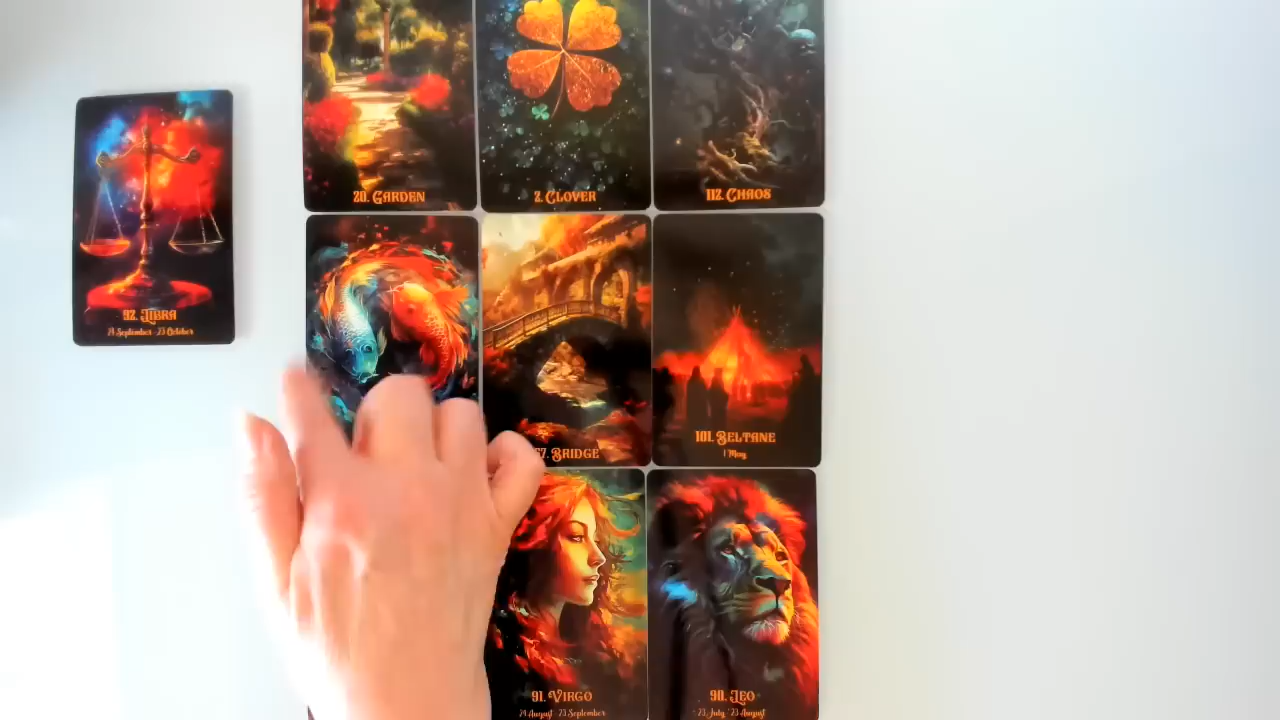 20. GARDEN
2. CLOVER
112. CHAOS
92. LIBRA
24 September - 23 October
BRIDGE
101. BELTANE
1 May
91. VIRGO
24 August - 23 September
90. LEO
23 July - 23 August